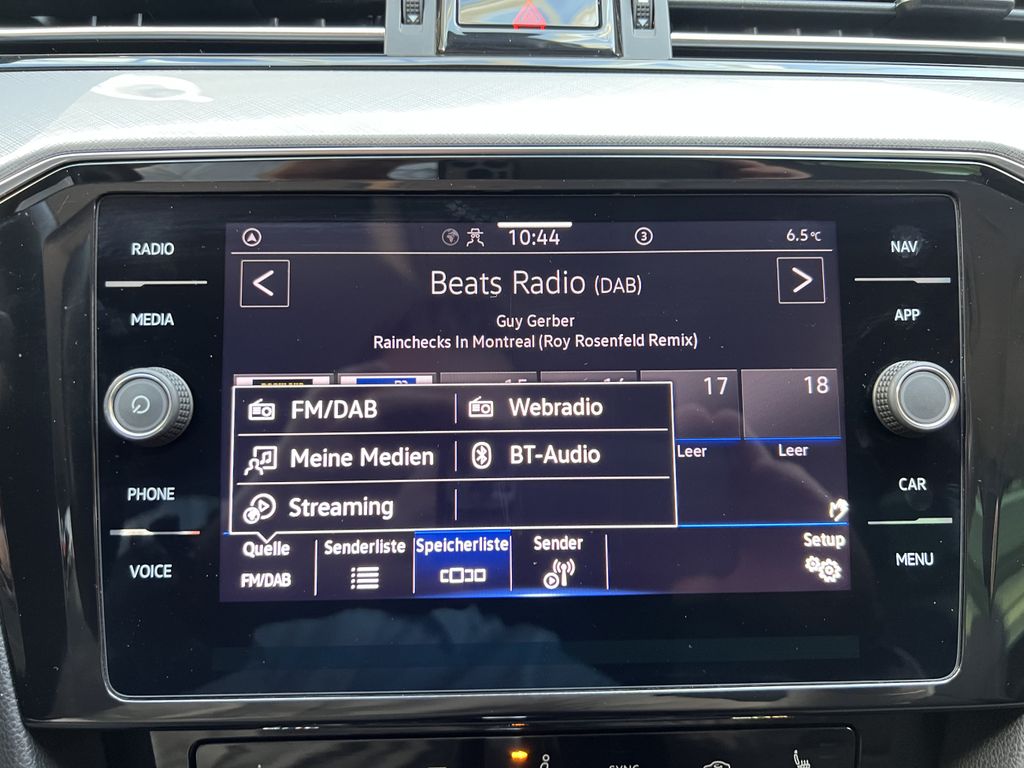 RADIO
MEDIA
PHONE
VOICE
NAV
APP
CAR
MENU
10:44
3
6.5°C
<
Beats Radio (DAB)
>
Guy Gerber
Rainchecks In Montreal (Roy Rosenfeld Remix)
17
18
Leer
Leer
FM/DAB
Webradio
Meine Medien
BT-Audio
Streaming
Quelle
FM/DAB
Senderliste
Speicherliste
Sender
Setup
SYNC